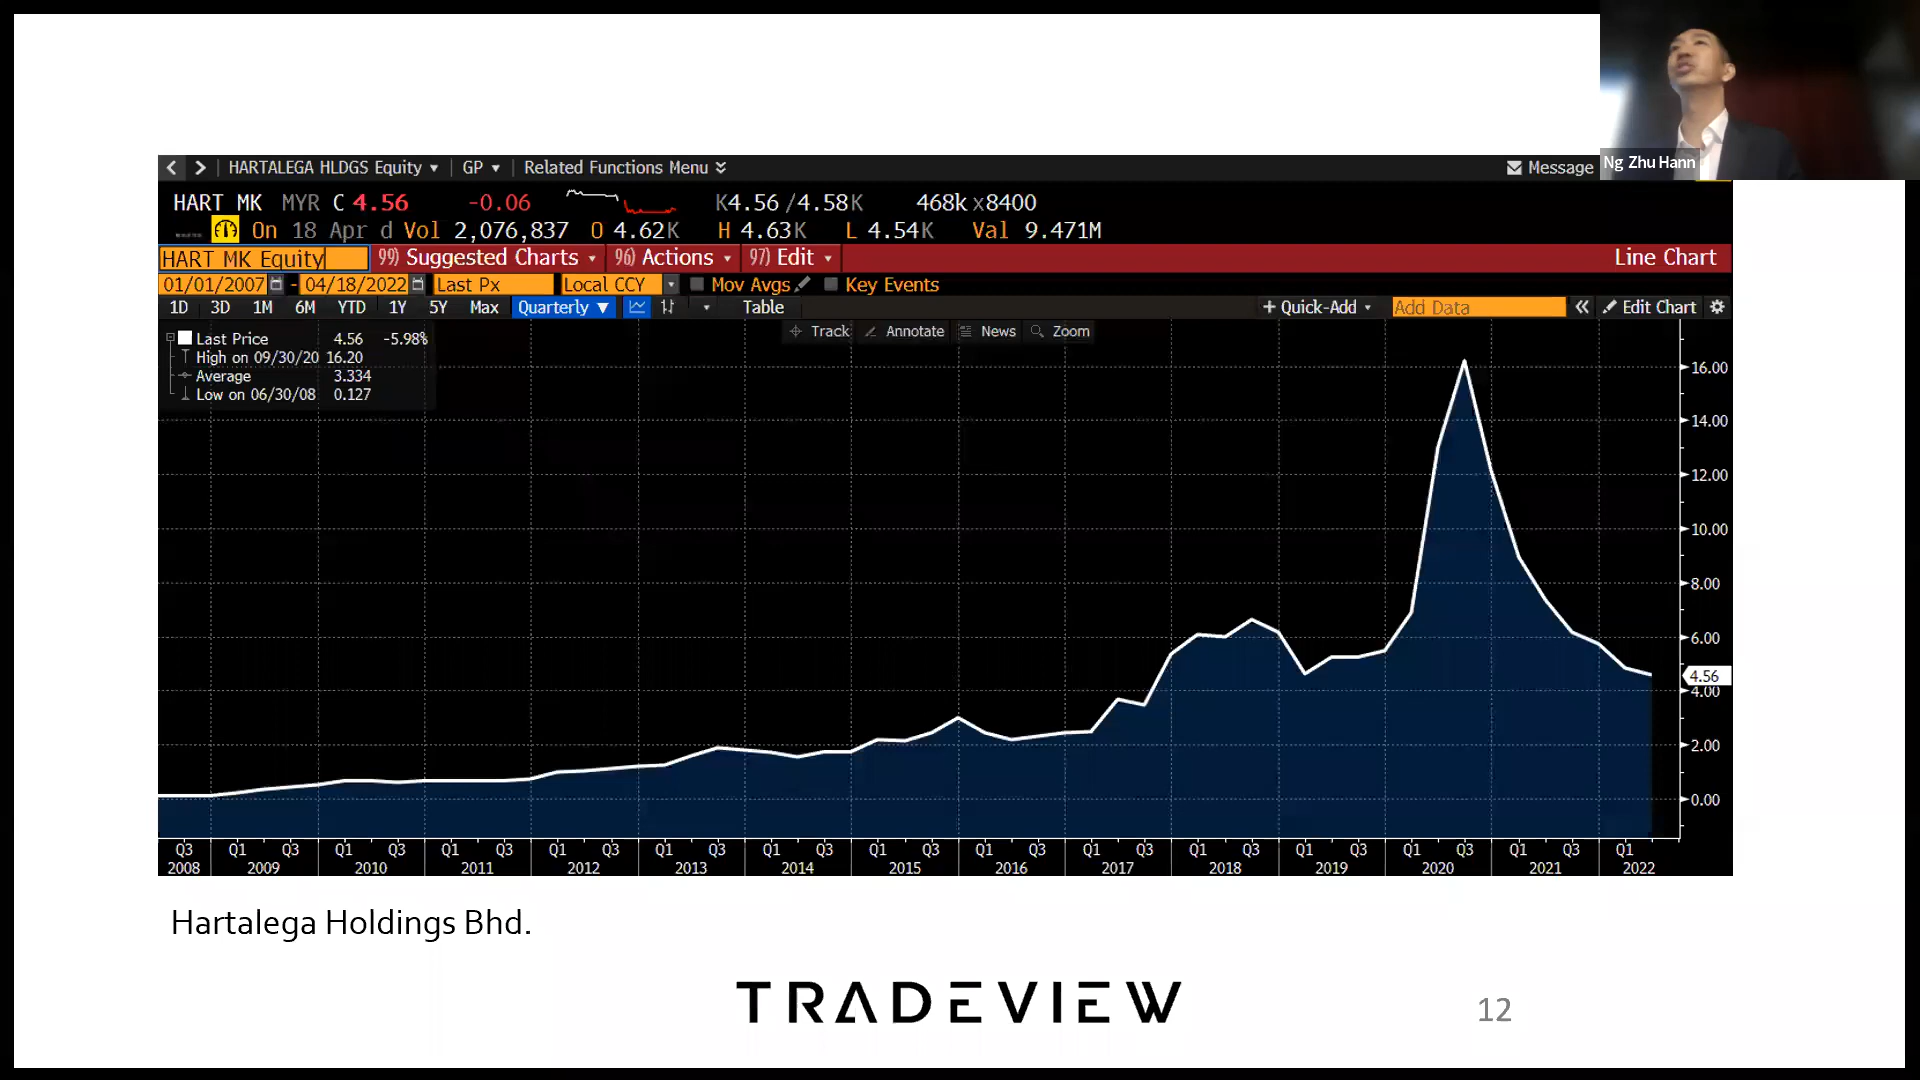 HARTALEGA HLDGS Equity
GP
Related Functions Menu
Message
Ng Zhu Hann
HART MK MYR C 4.56 -0.06 K4.56 /4.58K 468k x8400
On 18 Apr d Vol 2,076,837 O 4.62K H 4.63K L 4.54K Val 9.471M
HART MK Equity 99) Suggested Charts 96) Actions 97) Edit Line Chart
01/01/2007 - 04/18/2022 Last Px Local CCY Mov Avgs Key Events
1D 3D 1M 6M YTD 1Y 5Y Max Quarterly Table + Quick-Add Add Data Edit Chart
Track Annotate News Zoom
Last Price 4.56 -5.98%
High on 09/30/20 16.20
Average 3.334
Low on 06/30/08 0.127
16.00
14.00
12.00
10.00
8.00
6.00
4.56
4.00
2.00
0.00
Q3 Q1 Q3 Q1 Q3 Q1 Q3 Q1 Q3 Q1 Q3 Q1 Q3 Q1 Q3 Q1 Q3 Q1 Q3 Q1 Q3 Q1 Q3 Q1 Q3 Q1 Q3 Q1
2008 2009 2010 2011 2012 2013 2014 2015 2016 2017 2018 2019 2020 2021 2022
Hartalega Holdings Bhd.
TRADEVIEW
12